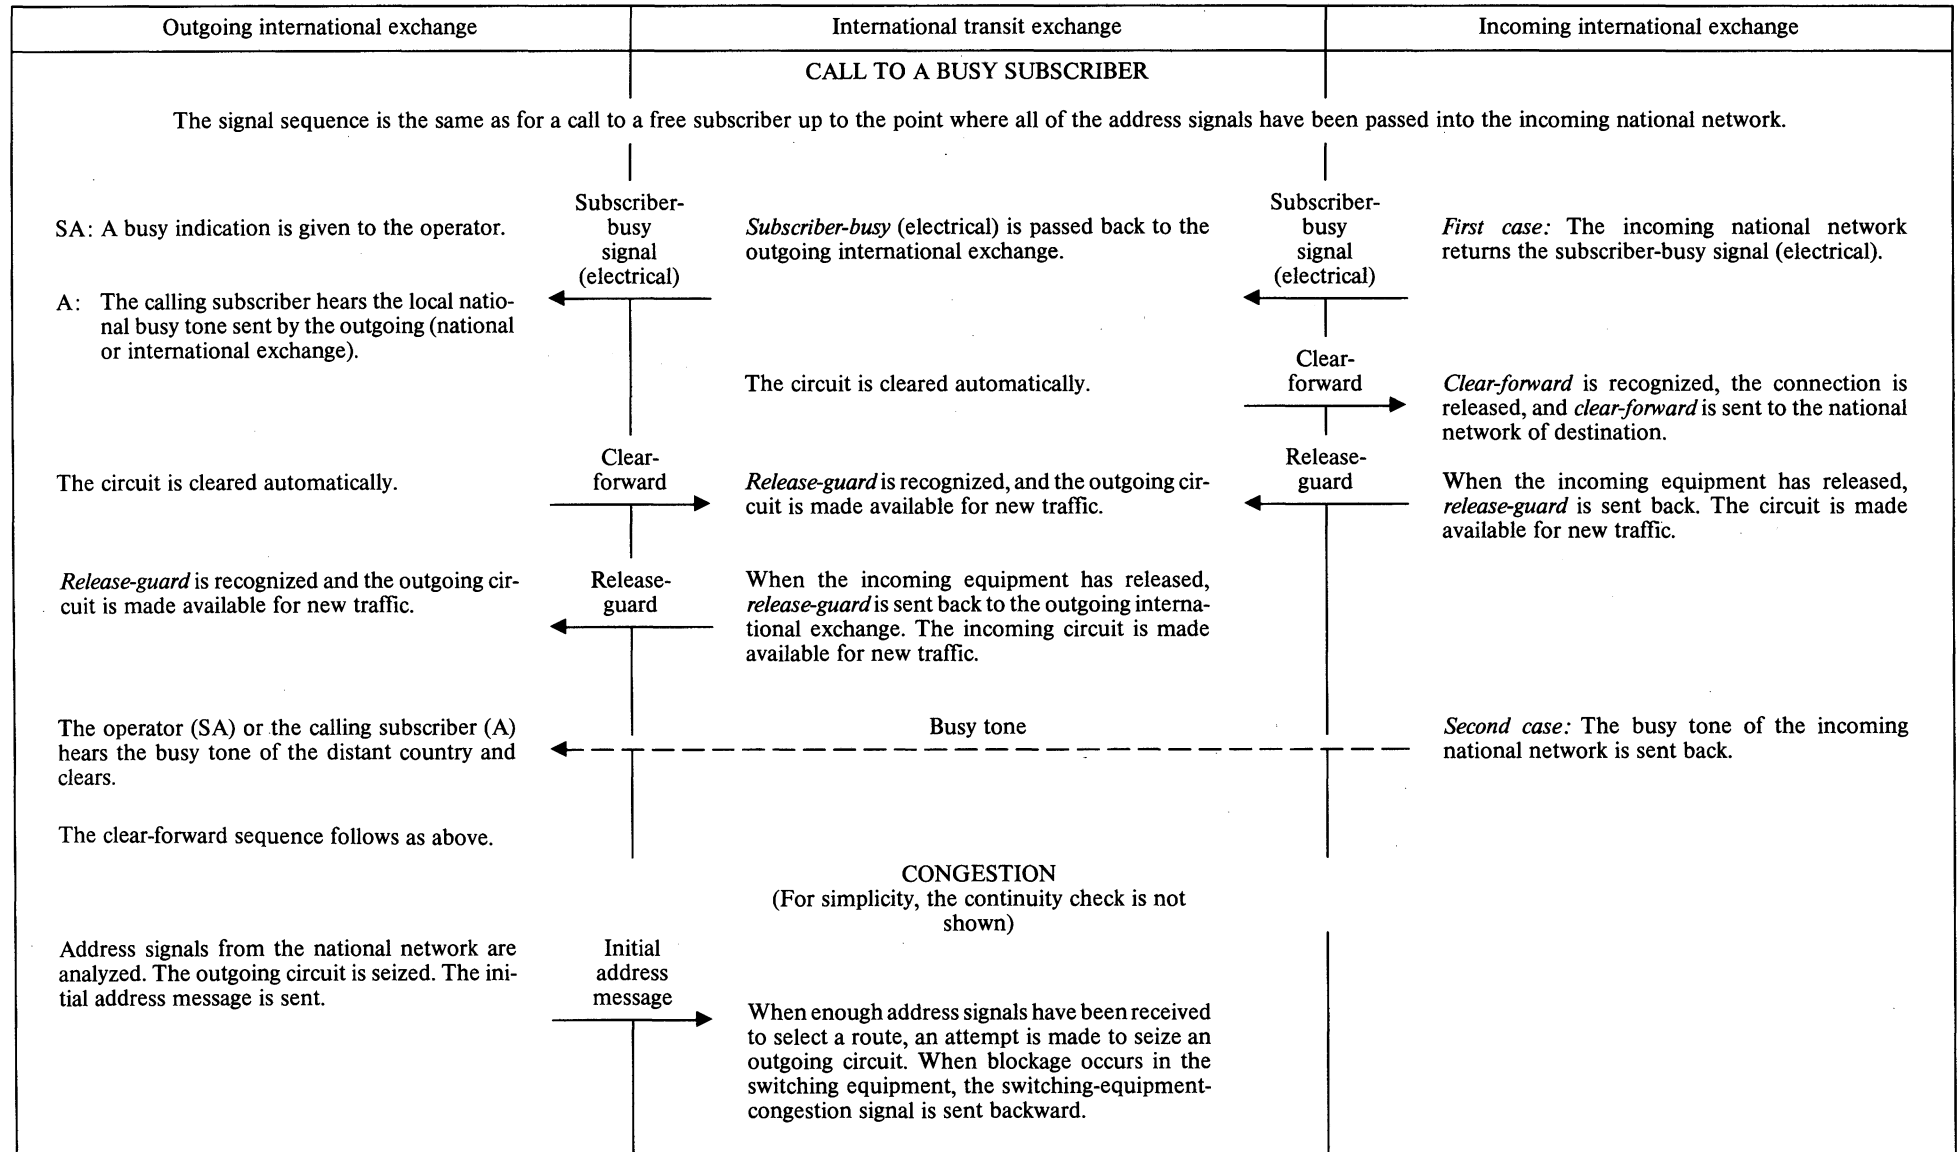 Outgoing international exchange
International transit exchange
Incoming international exchange
CALL TO A BUSY SUBSCRIBER
The signal sequence is the same as for a call to a free subscriber up to the point where all of the address signals have been passed into the incoming national network.
SA: A busy indication is given to the operator.
A: The calling subscriber hears the local natio-
nal busy tone sent by the outgoing (national
or international exchange).
Subscriber-
busy
signal
(electrical)
Subscriber-busy (electrical) is passed back to the
outgoing international exchange.
Subscriber-
busy
signal
(electrical)
First case: The incoming national network
returns the subscriber-busy signal (electrical).
The circuit is cleared automatically.
Clear-
forward
Clear-forward is recognized, the connection is
released, and clear-forward is sent to the national
network of destination.
The circuit is cleared automatically.
Clear-
forward
Release-guard is recognized, and the outgoing cir-
cuit is made available for new traffic.
Release-
guard
When the incoming equipment has released,
release-guard is sent back. The circuit is made
available for new traffic.
Release-guard is recognized and the outgoing cir-
cuit is made available for new traffic.
Release-
guard
When the incoming equipment has released,
release-guard is sent back to the outgoing interna-
tional exchange. The incoming circuit is made
available for new traffic.
The operator (SA) or the calling subscriber (A)
hears the busy tone of the distant country and
clears.
Busy tone
Second case: The busy tone of the incoming
national network is sent back.
The clear-forward sequence follows as above.
CONGESTION
(For simplicity, the continuity check is not
shown)
Address signals from the national network are
analyzed. The outgoing circuit is seized. The ini-
tial address message is sent.
Initial
address
message
When enough address signals have been received
to select a route, an attempt is made to seize an
outgoing circuit. When blockage occurs in the
switching equipment, the switching-equipment-
congestion signal is sent backward.